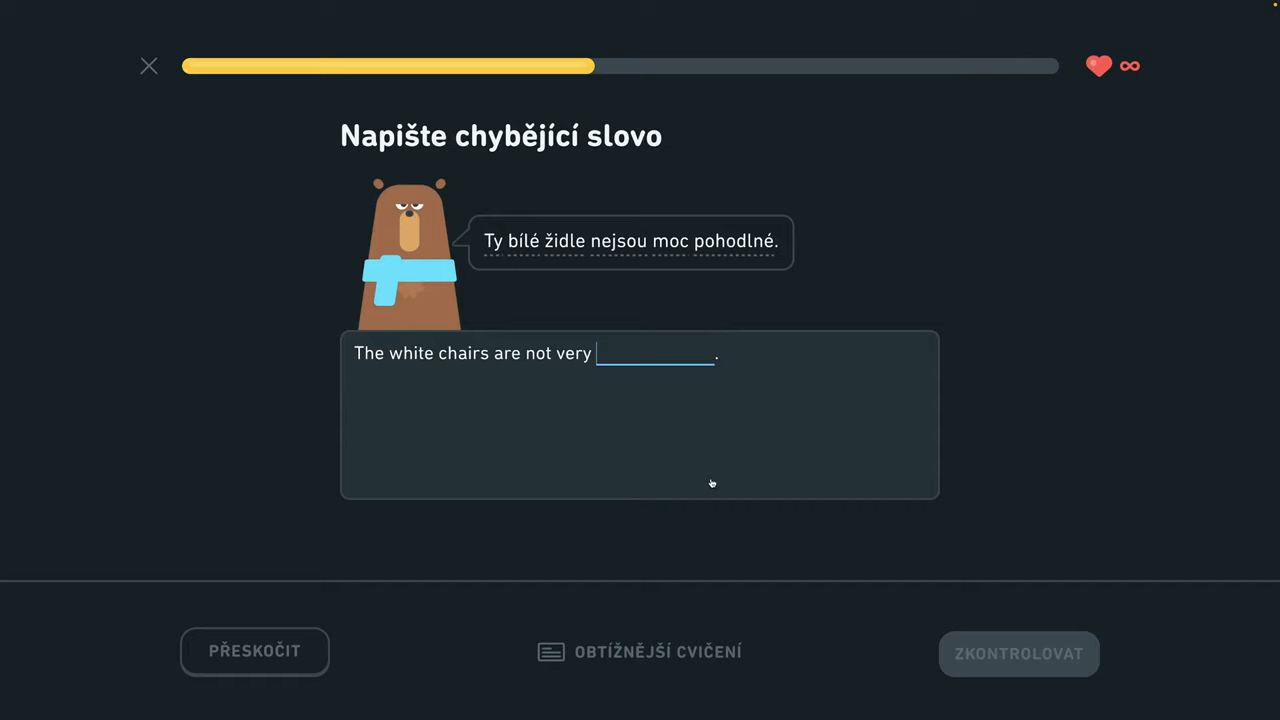 Napište chybějící slovo
Ty bílé židle nejsou moc pohodlné.
The white chairs are not very ___________.
PŘESKOČIT
OBTÍŽNĚJŠÍ CVIČENÍ
ZKONTROLOVAT